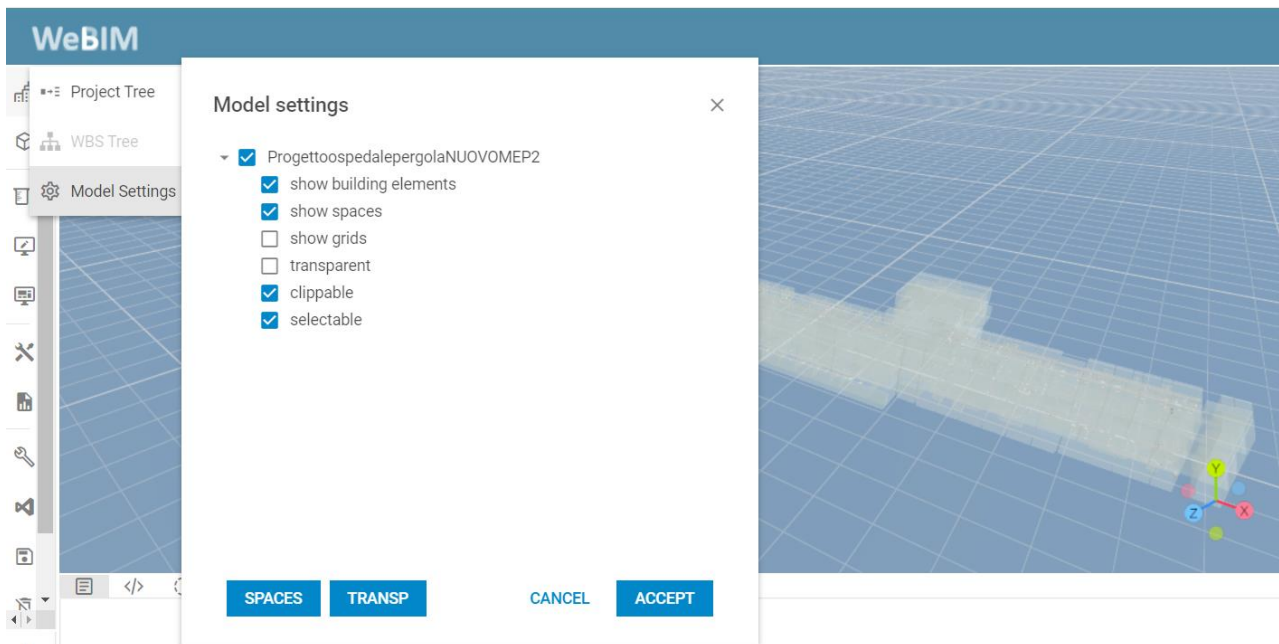 WeBIM
Project Tree
WBS Tree
Model Settings
Model settings
ProgettoospedalepergolaNUOVOMEP2
show building elements
show spaces
show grids
transparent
clippable
selectable
Y
Z
X
</>
SPACES
TRANSP
CANCEL
ACCEPT